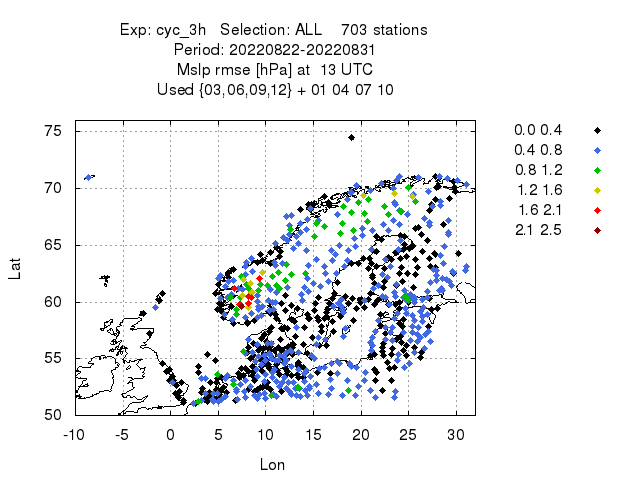 Exp: cyc_3h Selection: ALL 703 stations
Period: 20220822-20220831
Mslp rmse [hPa] at 13 UTC
Used {03,06,09,12} + 01 04 07 10
75
70
65
60
55
50
Lat
-10 -5 0 5 10 15 20 25 30
Lon
0.0 0.4
0.4 0.8
0.8 1.2
1.2 1.6
1.6 2.1
2.1 2.5